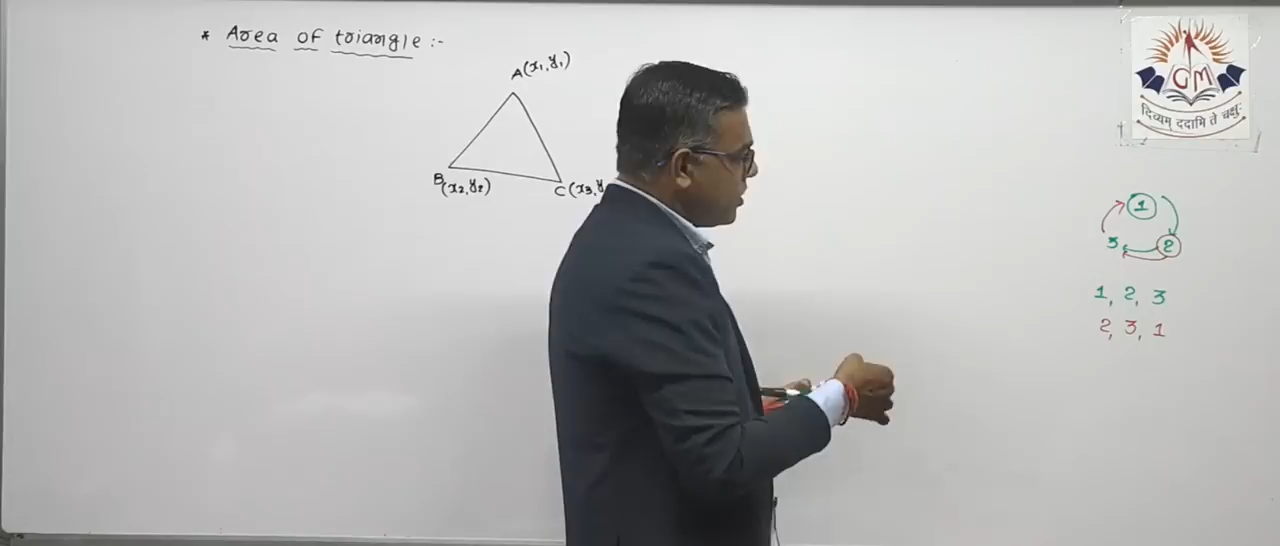 * Area of triangle :-
A(x₁,y₁)
B(x₂,y₂)
C(x₃,y
GM
दिव्यम् ददामि ते चक्षुः
1
3 2
1, 2, 3
2, 3, 1